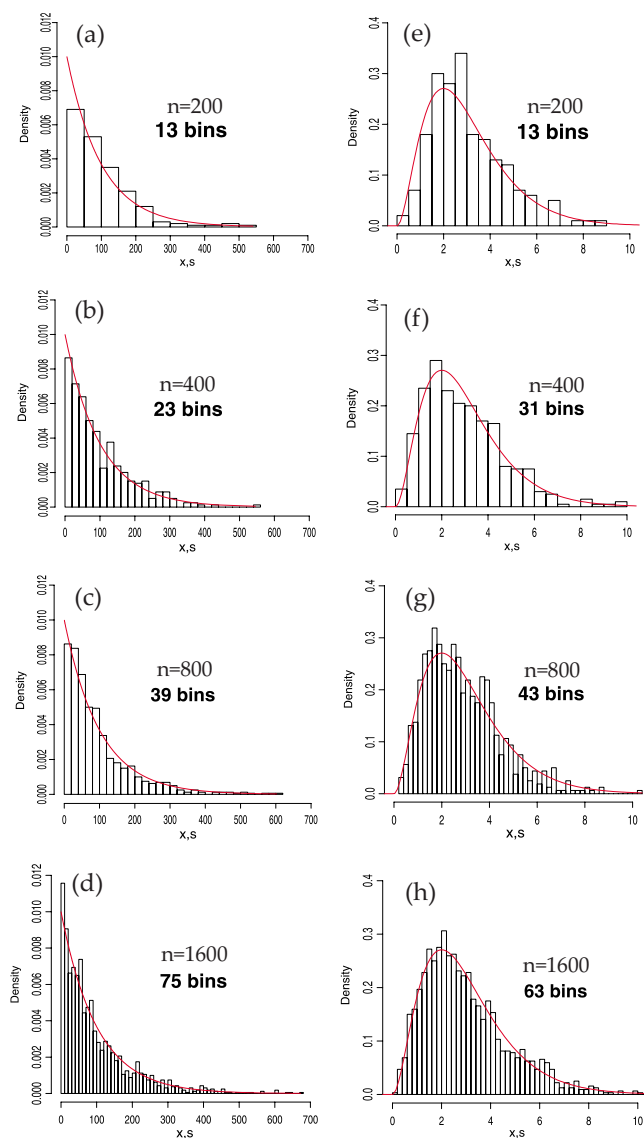 (a)
n=200
13 bins
Density
0.000 0.002 0.004 0.006 0.008 0.010 0.012
0 100 200 300 400 500 600 700
x,s
(e)
n=200
13 bins
Density
0.0 0.1 0.2 0.3 0.4
0 2 4 6 8 10
x,s
(b)
n=400
23 bins
Density
0.000 0.002 0.004 0.006 0.008 0.010 0.012
0 100 200 300 400 500 600 700
x,s
(f)
n=400
31 bins
Density
0.0 0.1 0.2 0.3 0.4
0 2 4 6 8 10
x,s
(c)
n=800
39 bins
Density
0.000 0.002 0.004 0.006 0.008 0.010 0.012
0 100 200 300 400 500 600 700
x,s
(g)
n=800
43 bins
Density
0.0 0.1 0.2 0.3 0.4
0 2 4 6 8 10
x,s
(d)
n=1600
75 bins
Density
0.000 0.002 0.004 0.006 0.008 0.010 0.012
0 100 200 300 400 500 600 700
x,s
(h)
n=1600
63 bins
Density
0.0 0.1 0.2 0.3 0.4
0 2 4 6 8 10
x,s